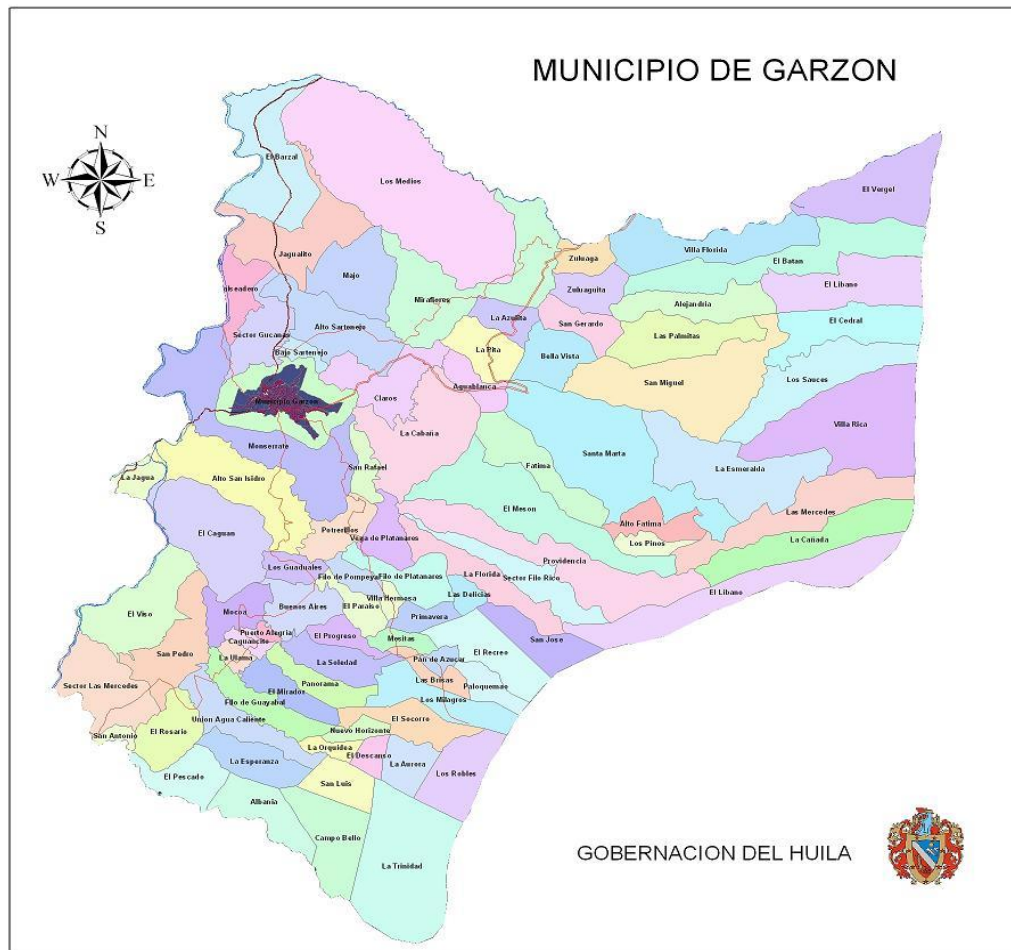 MUNICIPIO DE GARZON
N
W
E
S
El Barzal
Los Medios
El Vergel
Villa Florida
Jagualito
Zuluaga
El Batan
Majo
Zuluaguita
El Libano
Miraflores
Alejandria
La Azulita
San Gerardo
El Cedral
Alto Sartenejo
Sector Gucanas
Las Palmitas
Bajo Sartenejo
La Pita
Bella Vista
Los Sauces
San Miguel
Aguablanca
Claros
Municipio Garzon
Villa Rica
La Cabaña
Monserrate
Santa Marta
San Rafael
Fatima
La Esmeralda
La Jagua
Alto San Isidro
El Meson
Las Mercedes
Alto Fatima
El Caguan
Potrerillos
Vega de Platanares
Los Pinos
La Cañada
Providencia
Los Guaduales
Filo de Pompeya
Filo de Platanares
La Florida
Sector Filo Rico
El Libano
Villa Hermosa
Las Delicias
El Viso
Mocoa
Buenos Aires
El Paraiso
Primavera
Puerto Alegria
Caguancito
El Progreso
Mesitas
San Jose
San Pedro
La Ulama
La Soledad
Pan de Azucar
El Recreo
Sector Las Mercedes
Panorama
Las Brisas
Paloquemao
El Mirador
Filo de Guayabal
Los Milagros
Union Agua Caliente
El Socorro
San Antonio
El Rosario
Nuevo Horizonte
La Orquidea
El Descanso
La Esperanza
La Aurora
Los Robles
El Pescado
San Luis
Albania
Campo Bello
La Trinidad
GOBERNACION DEL HUILA